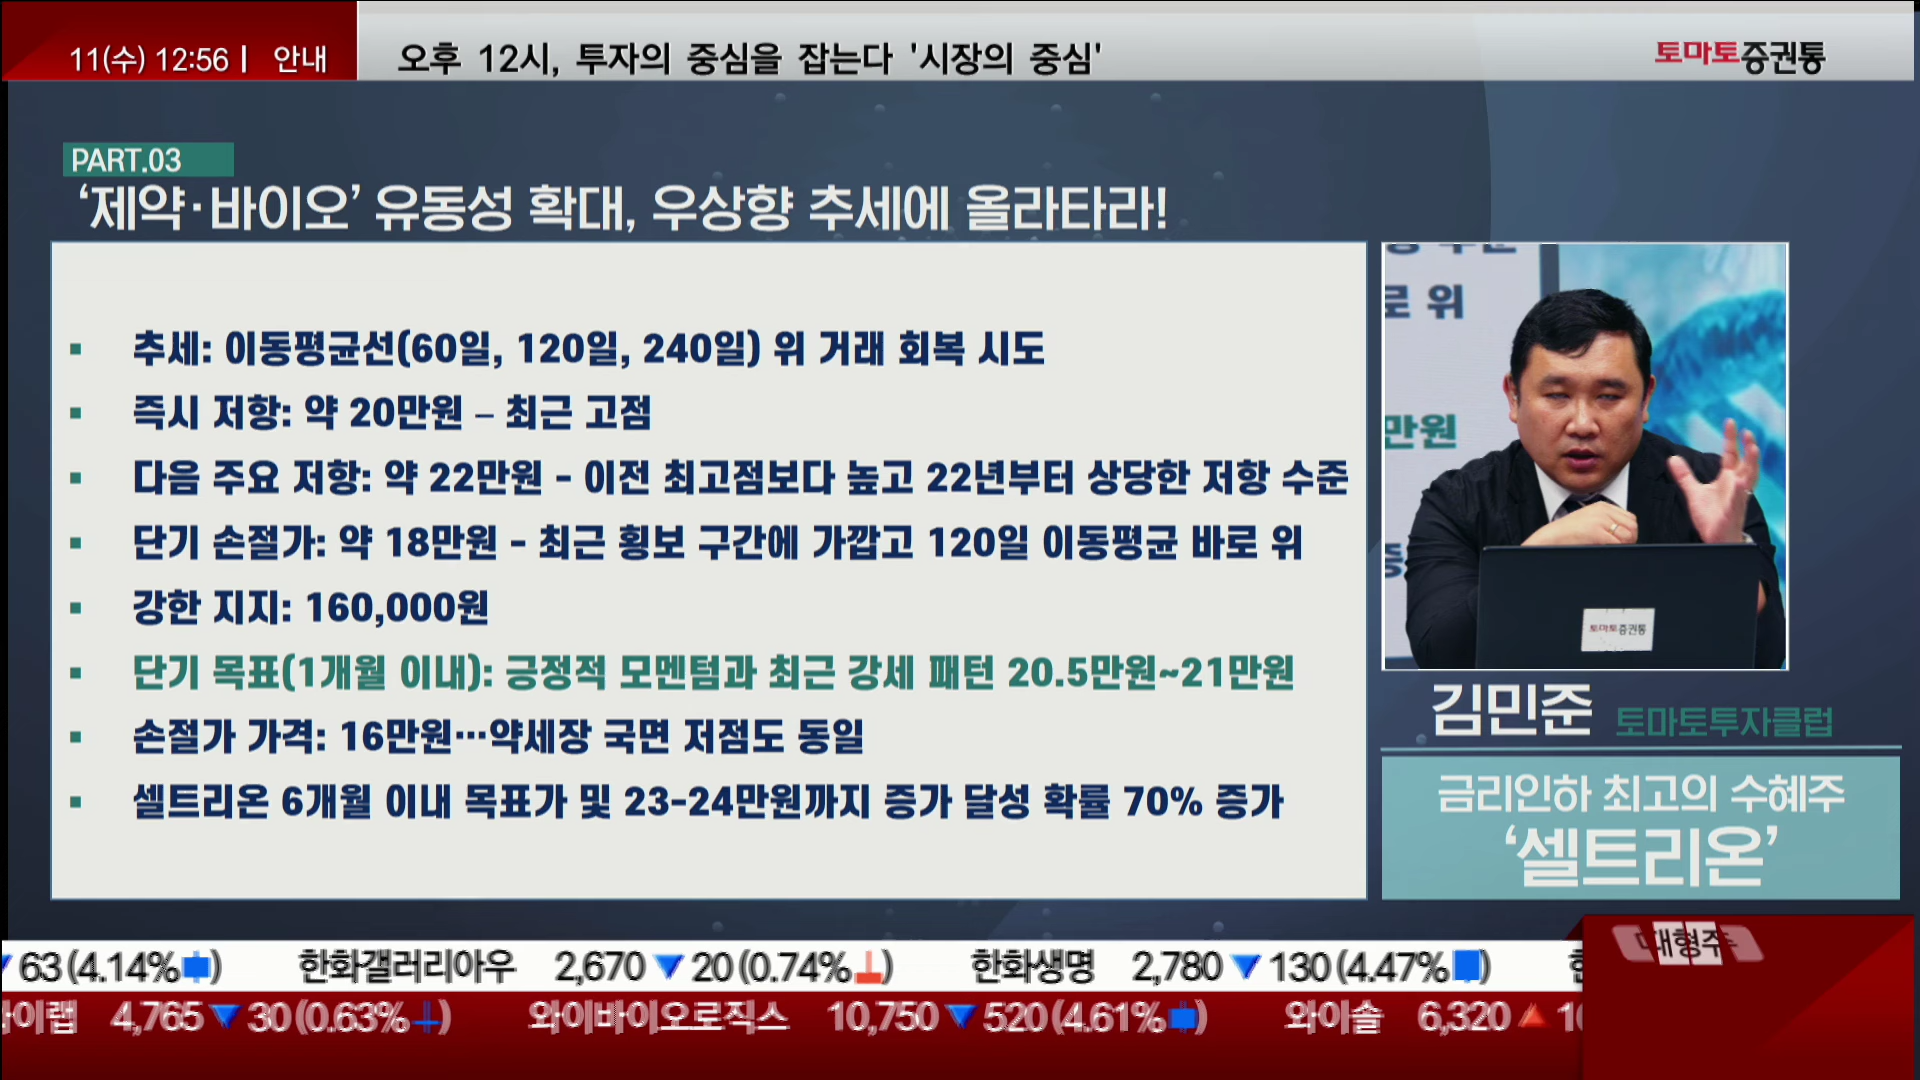 11(수) 12:56 | 안내
오후 12시, 투자의 중심을 잡는다 '시장의 중심'
토마토증권통
PART.03
‘제약·바이오’ 유동성 확대, 우상향 추세에 올라타라!
▪ 추세: 이동평균선(60일, 120일, 240일) 위 거래 회복 시도
▪ 즉시 저항: 약 20만원 – 최근 고점
▪ 다음 주요 저항: 약 22만원 - 이전 최고점보다 높고 22년부터 상당한 저항 수준
▪ 단기 손절가: 약 18만원 - 최근 횡보 구간에 가깝고 120일 이동평균 바로 위
▪ 강한 지지: 160,000원
▪ 단기 목표(1개월 이내): 긍정적 모멘텀과 최근 강세 패턴 20.5만원~21만원
▪ 손절가 가격: 16만원…약세장 국면 저점도 동일
▪ 셀트리온 6개월 이내 목표가 및 23-24만원까지 증가 달성 확률 70% 증가
로 위
만원
토마토증권통
김민준 토마토투자클럽
금리인하 최고의 수혜주
‘셀트리온’
▼63(4.14%) 한화갤러리아우 2,670▼20(0.74%) 한화생명 2,780▼130(4.47%)
대형주
이랩 4,765▼30(0.63%) 와이바이오로직스 10,750▼520(4.61%) 와이솔 6,320▲